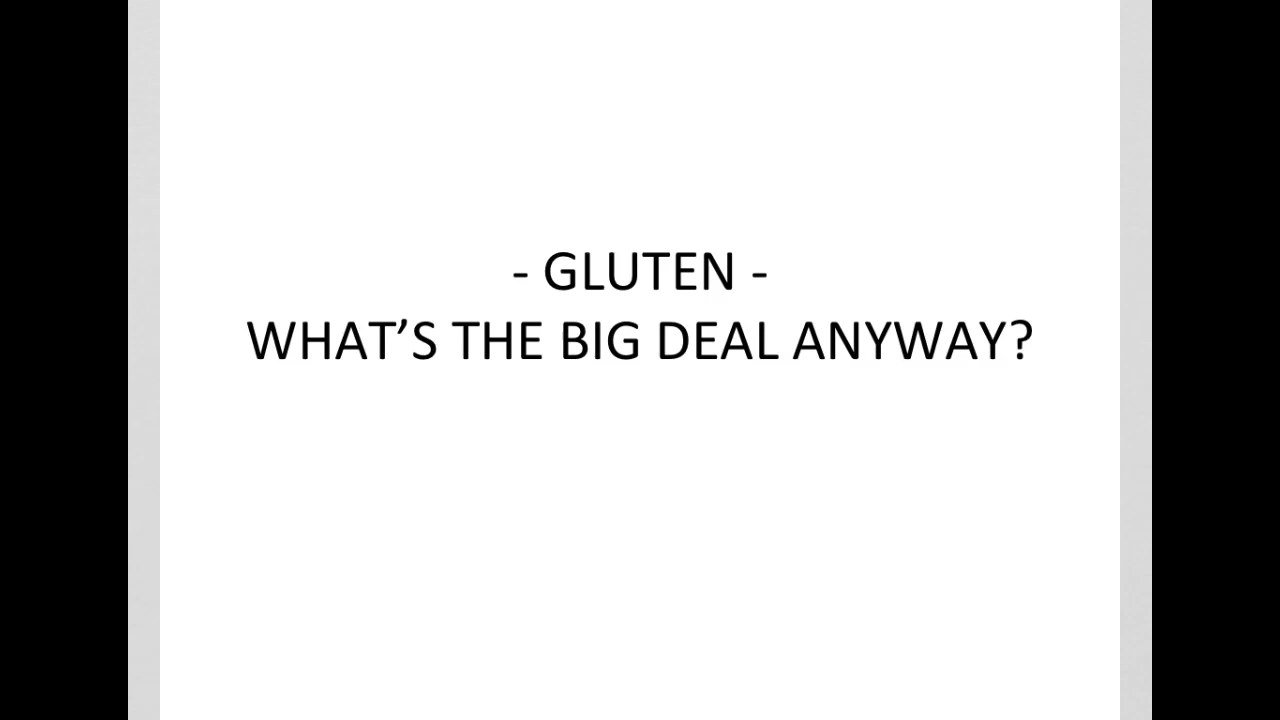 - GLUTEN -
WHAT’S THE BIG DEAL ANYWAY?